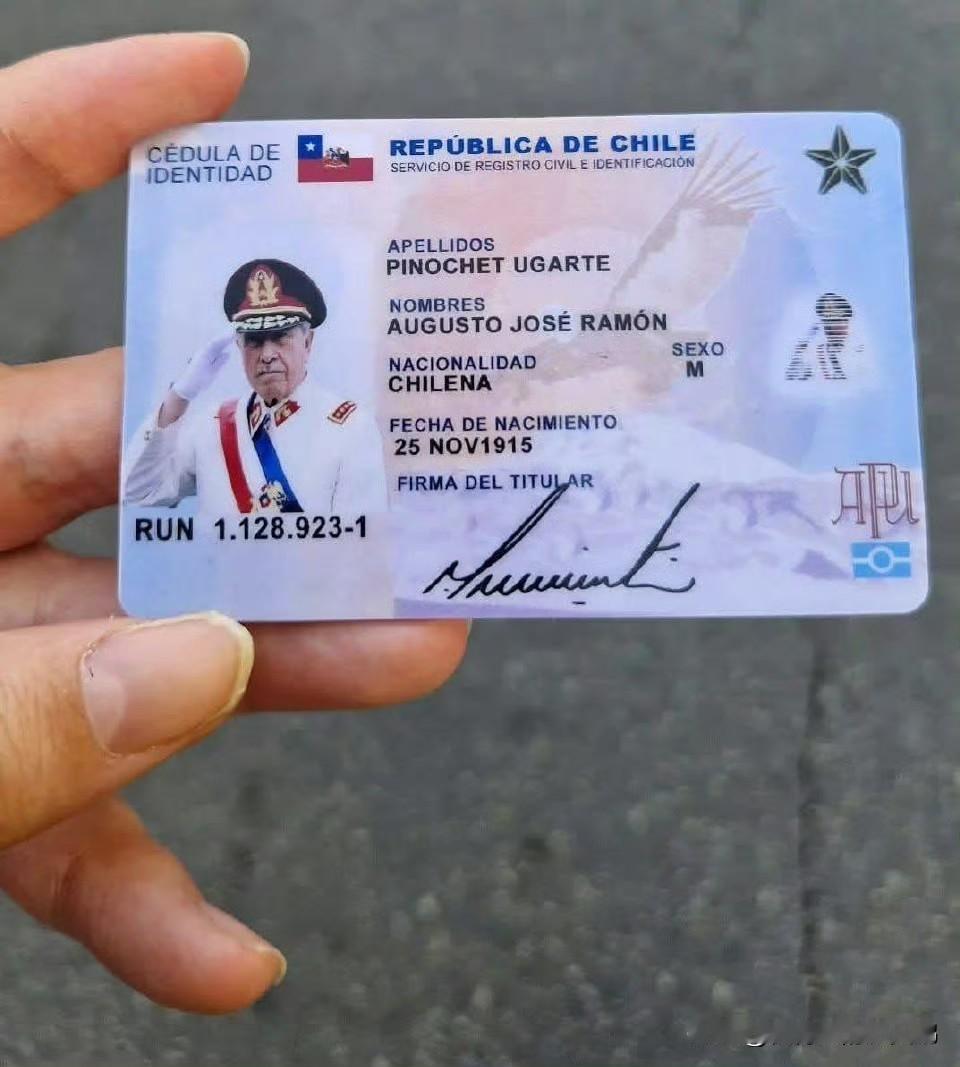 CÉDULA DE
IDENTIDAD
REPÚBLICA DE CHILE
SERVICIO DE REGISTRO CIVIL E IDENTIFICACIÓN
APELLIDOS
PINOCHET UGARTE
NOMBRES
AUGUSTO JOSÉ RAMÓN
NACIONALIDAD
CHILENA
SEXO
M
FECHA DE NACIMIENTO
25 NOV1915
FIRMA DEL TITULAR
RUN 1.128.923-1
APU